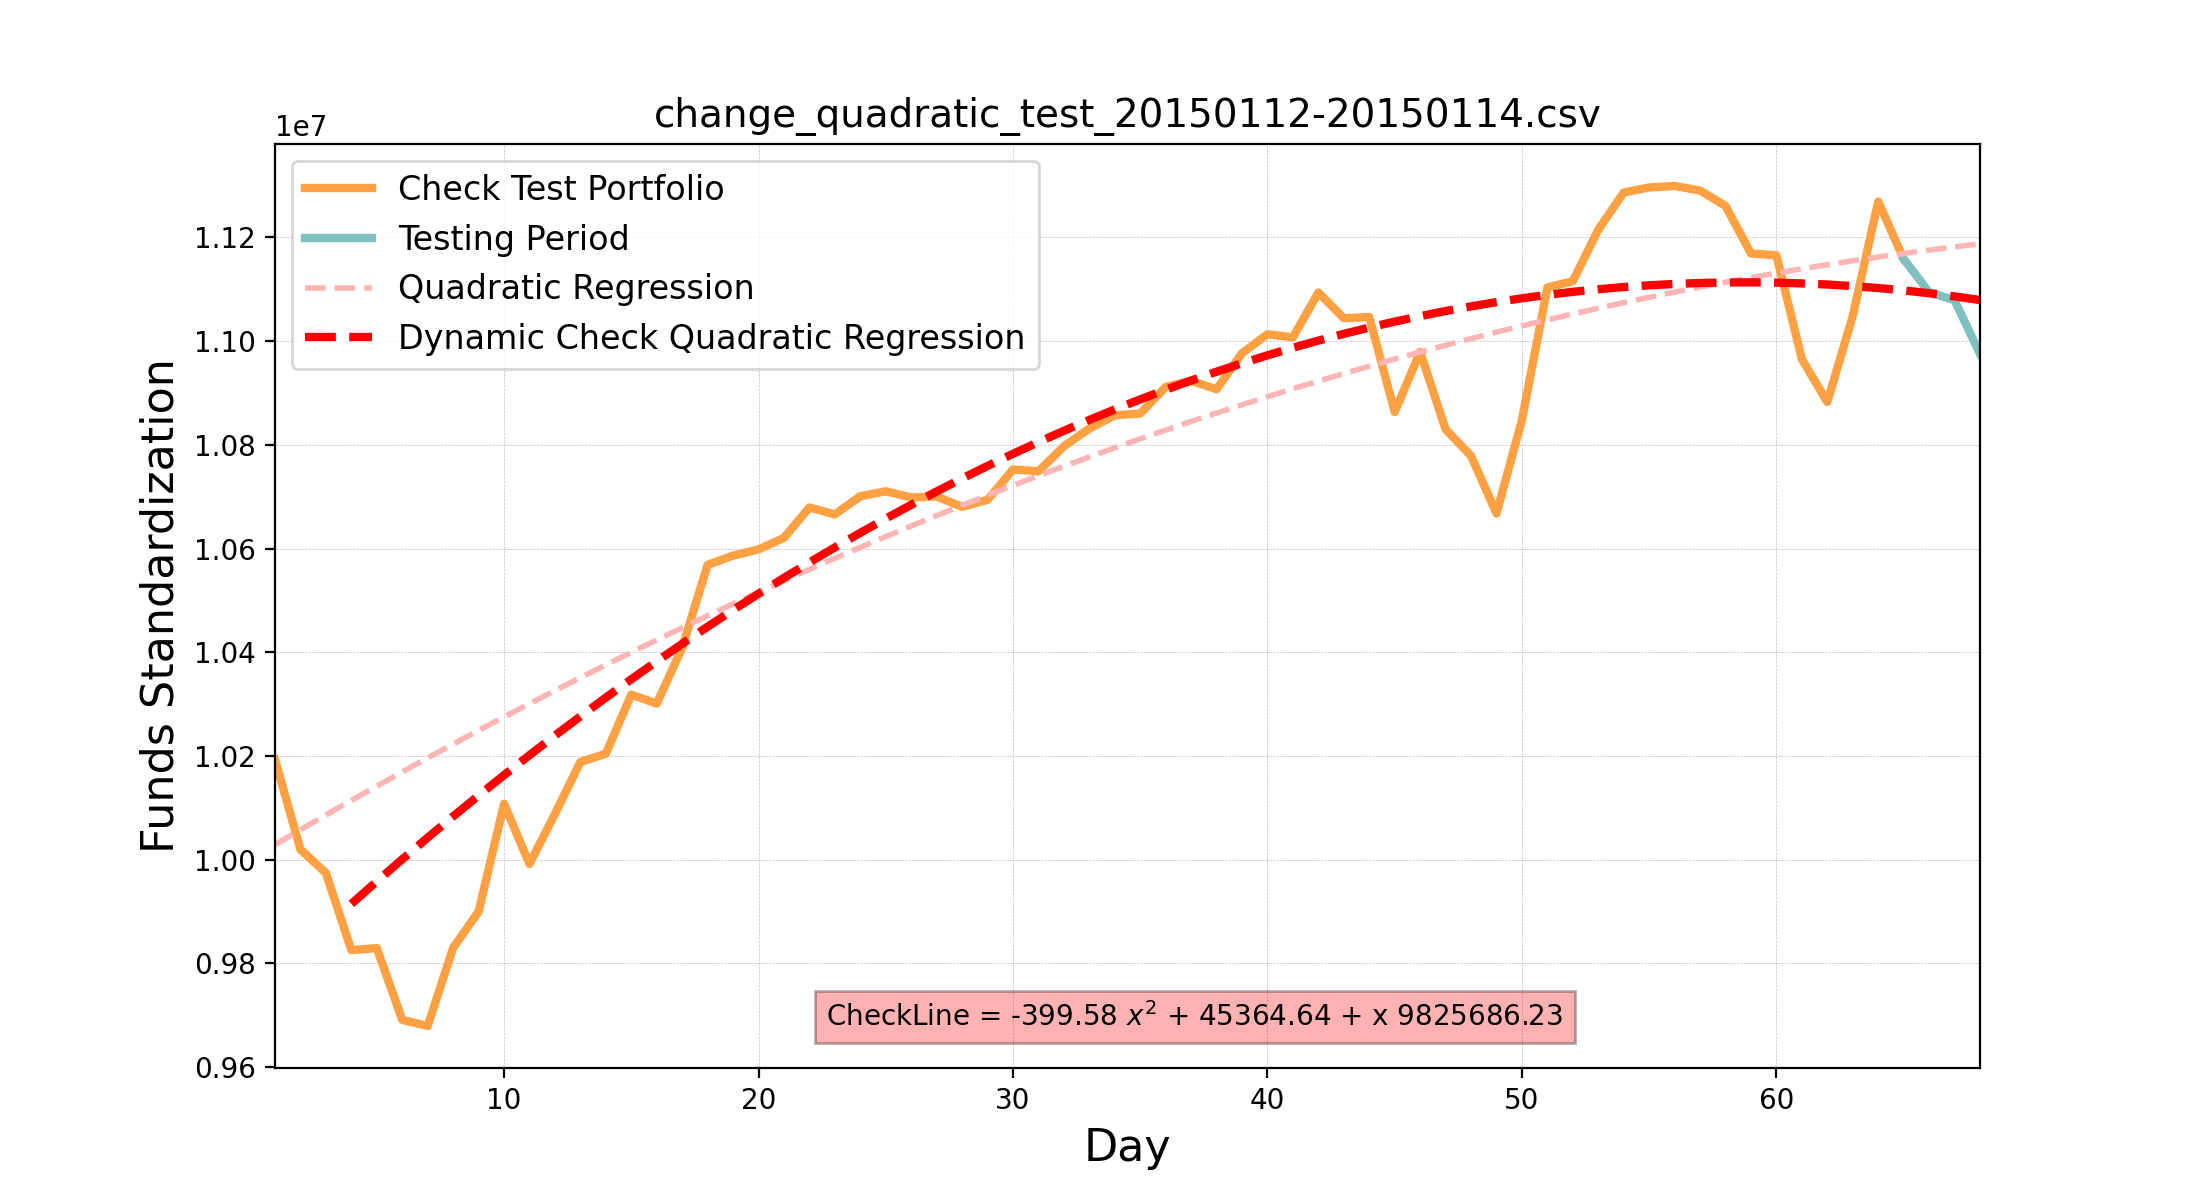 change_quadratic_test_20150112-20150114.csv
1e7
Check Test Portfolio
Testing Period
Quadratic Regression
Dynamic Check Quadratic Regression
1.12
1.10
1.08
1.06
1.04
1.02
1.00
0.98
0.96
Funds Standardization
CheckLine = -399.58 x² + 45364.64 + x 9825686.23
10 20 30 40 50 60
Day